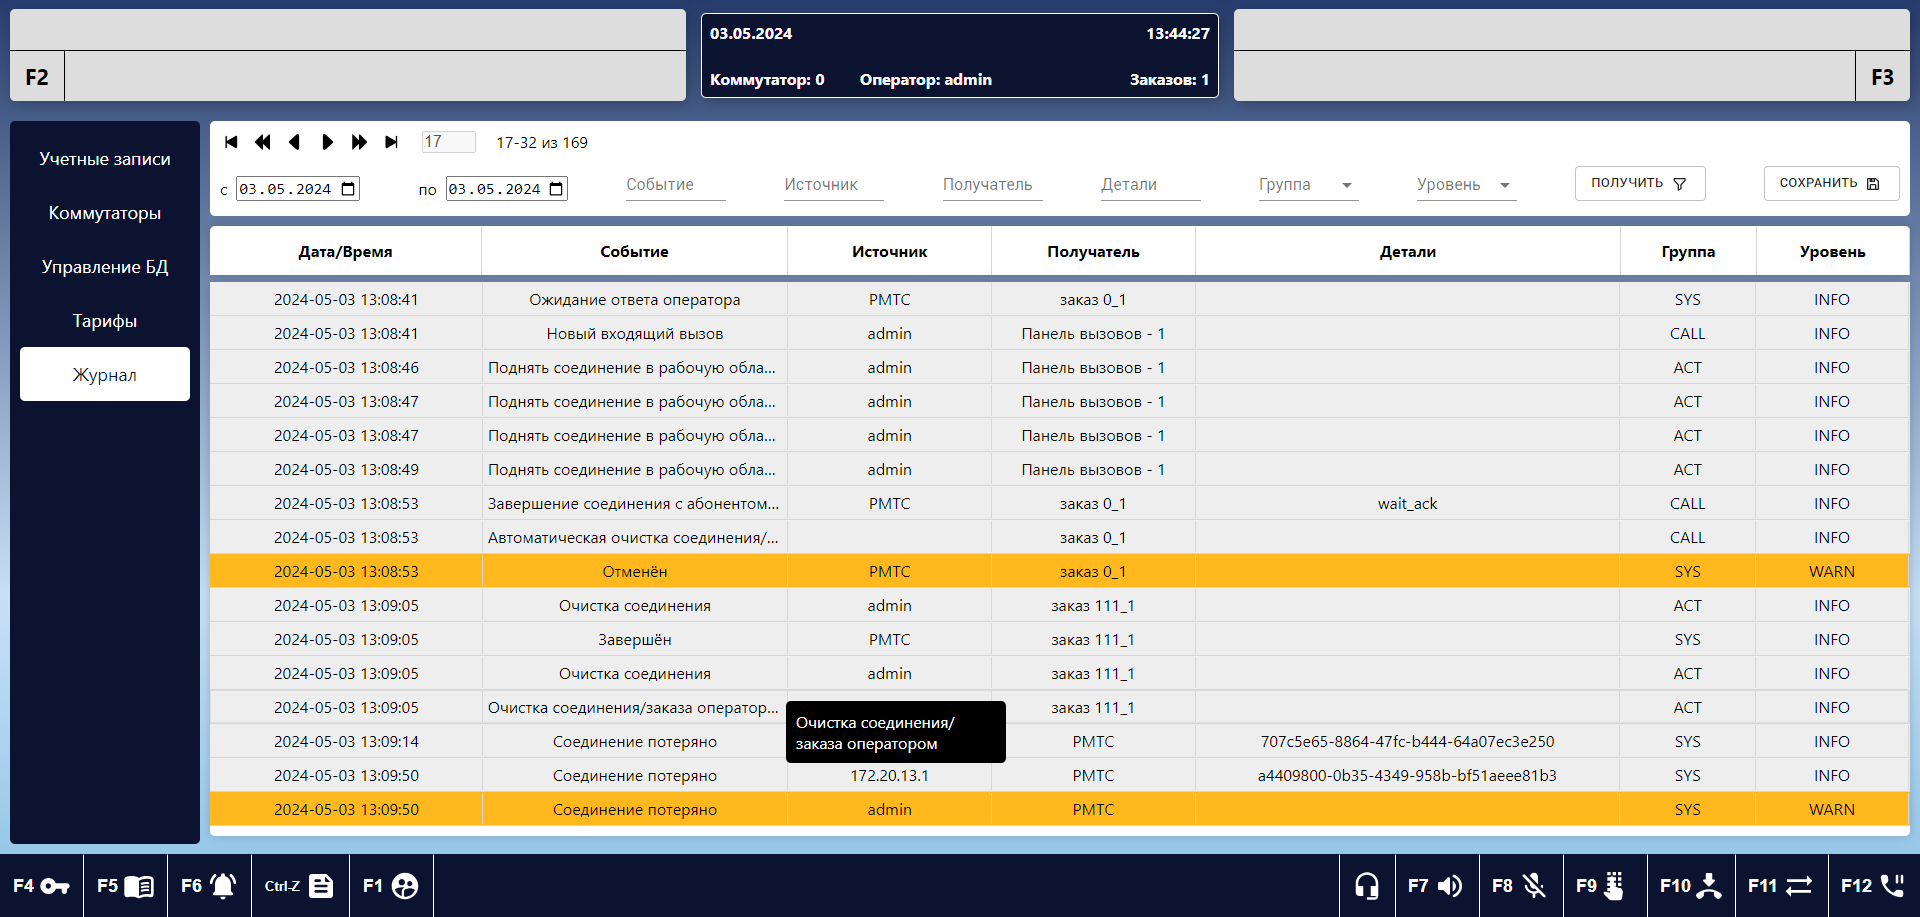 F2
03.05.2024 13:44:27
Коммутатор: 0 Оператор: admin Заказов: 1
F3
Учетные записи
Коммутаторы
Управление БД
Тарифы
Журнал
17 17-32 из 169
с 03.05.2024 по 03.05.2024 Событие Источник Получатель Детали Группа Уровень ПОЛУЧИТЬ СОХРАНИТЬ
Дата/Время Событие Источник Получатель Детали Группа Уровень
2024-05-03 13:08:41 Ожидание ответа оператора РМТС заказ 0_1 SYS INFO
2024-05-03 13:08:41 Новый входящий вызов admin Панель вызовов - 1 CALL INFO
2024-05-03 13:08:46 Поднять соединение в рабочую обла... admin Панель вызовов - 1 ACT INFO
2024-05-03 13:08:47 Поднять соединение в рабочую обла... admin Панель вызовов - 1 ACT INFO
2024-05-03 13:08:47 Поднять соединение в рабочую обла... admin Панель вызовов - 1 ACT INFO
2024-05-03 13:08:49 Поднять соединение в рабочую обла... admin Панель вызовов - 1 ACT INFO
2024-05-03 13:08:53 Завершение соединения с абонентом... РМТС заказ 0_1 wait_ack CALL INFO
2024-05-03 13:08:53 Автоматическая очистка соединения/... заказ 0_1 CALL INFO
2024-05-03 13:08:53 Отменён РМТС заказ 0_1 SYS WARN
2024-05-03 13:09:05 Очистка соединения admin заказ 111_1 ACT INFO
2024-05-03 13:09:05 Завершён РМТС заказ 111_1 SYS INFO
2024-05-03 13:09:05 Очистка соединения admin заказ 111_1 ACT INFO
2024-05-03 13:09:05 Очистка соединения/заказа оператор... заказ 111_1 ACT INFO
Очистка соединения/
заказа оператором
2024-05-03 13:09:14 Соединение потеряно РМТС 707c5e65-8864-47fc-b444-64a07ec3e250 SYS INFO
2024-05-03 13:09:50 Соединение потеряно 172.20.13.1 РМТС a4409800-0b35-4349-958b-bf51aeee81b3 SYS INFO
2024-05-03 13:09:50 Соединение потеряно admin РМТС SYS WARN
F4 F5 F6 Ctrl-Z F1 F7 F8 F9 F10 F11 F12